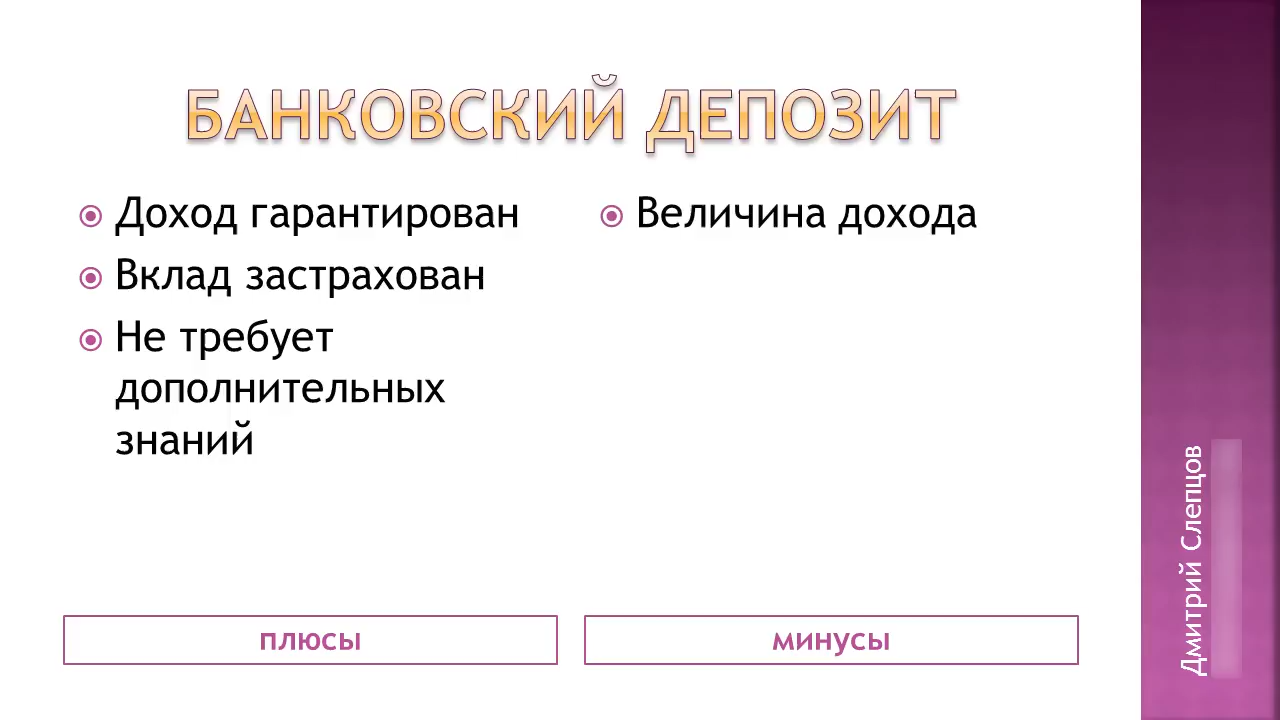 БАНКОВСКИЙ ДЕПОЗИТ
Доход гарантирован
Вклад застрахован
Не требует
дополнительных
знаний
Величина дохода
плюсы
минусы
Дмитрий Слепцов